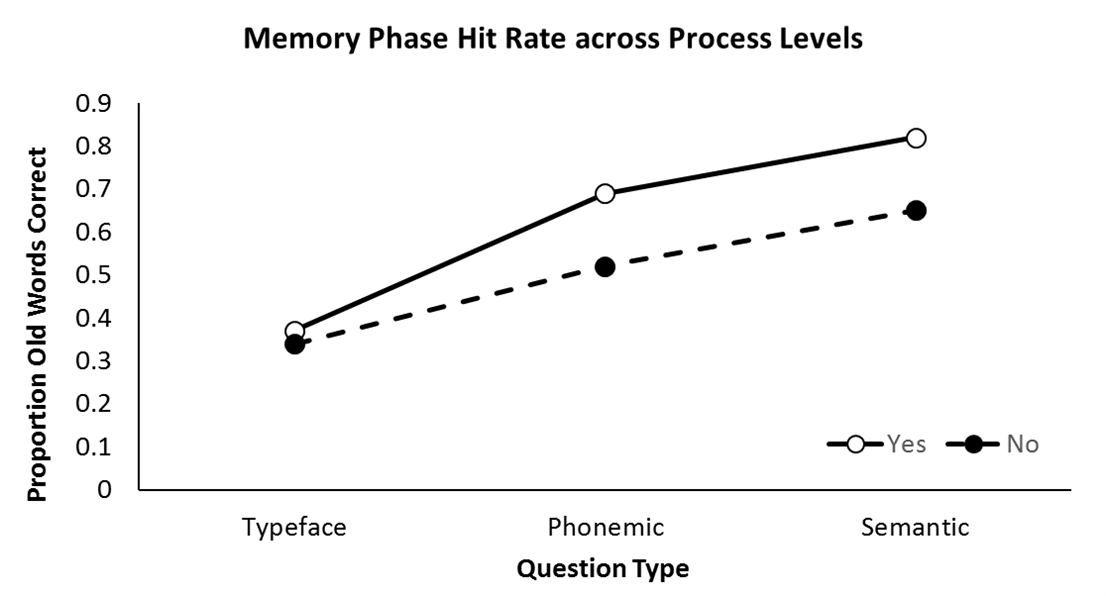 Memory Phase Hit Rate across Process Levels
Proportion Old Words Correct
0.9
0.8
0.7
0.6
0.5
0.4
0.3
0.2
0.1
0
Yes No
Typeface Phonemic Semantic
Question Type